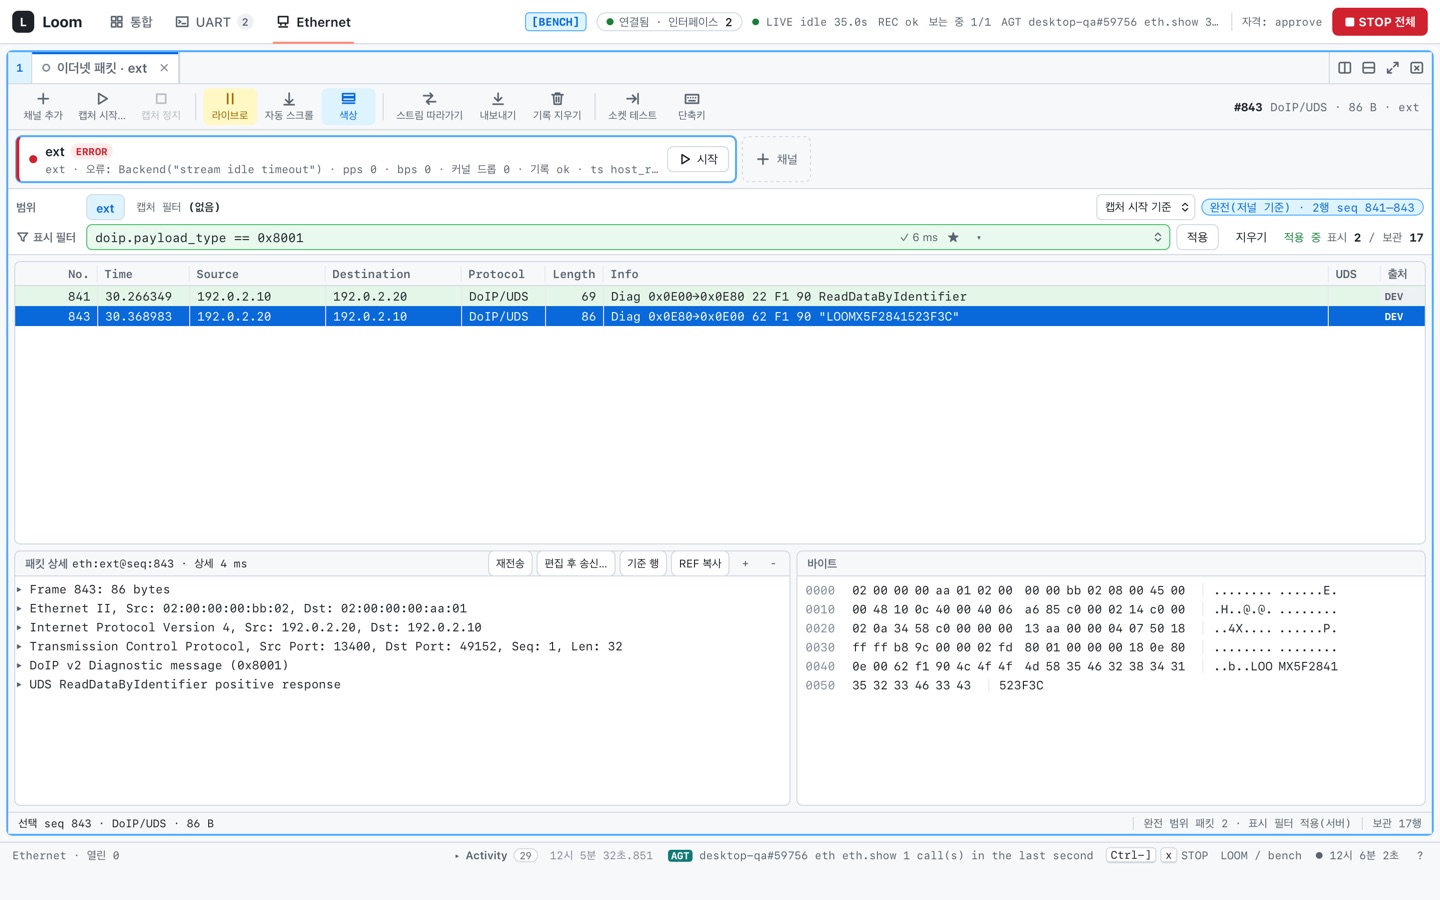 L Loom 통합 UART 2 Ethernet [BENCH] 연결됨 · 인터페이스 2 LIVE idle 35.0s REC ok 보는 중 1/1 AGT desktop-qa#59756 eth.show 3… 자격: approve STOP 전체
1 이더넷 패킷 · ext ×
채널 추가 캡처 시작… 캡처 정지 라이브로 자동 스크롤 색상 스트림 따라가기 내보내기 기록 지우기 소켓 테스트 단축키 #843 DoIP/UDS · 86 B · ext
ext ERROR
ext · 오류: Backend("stream idle timeout") · pps 0 · bps 0 · 커널 드롭 0 · 기록 ok · ts host_r…
시작 + 채널
범위 ext 캡처 필터 (없음) 캡처 시작 기준 완전(저널 기준) · 2행 seq 841–843
표시 필터 doip.payload_type == 0x8001 ✓ 6 ms ★ 적용 지우기 적용 중 표시 2 / 보관 17
No. Time Source Destination Protocol Length Info UDS 출처
841 30.266349 192.0.2.10 192.0.2.20 DoIP/UDS 69 Diag 0x0E00→0x0E80 22 F1 90 ReadDataByIdentifier DEV
843 30.368983 192.0.2.20 192.0.2.10 DoIP/UDS 86 Diag 0x0E80→0x0E00 62 F1 90 "LOOMX5F2841523F3C" DEV
패킷 상세 eth:ext@seq:843 · 상세 4 ms 재전송 편집 후 송신… 기준 행 REF 복사 + -
Frame 843: 86 bytes
Ethernet II, Src: 02:00:00:00:bb:02, Dst: 02:00:00:00:aa:01
Internet Protocol Version 4, Src: 192.0.2.20, Dst: 192.0.2.10
Transmission Control Protocol, Src Port: 13400, Dst Port: 49152, Seq: 1, Len: 32
DoIP v2 Diagnostic message (0x8001)
UDS ReadDataByIdentifier positive response
바이트
0000 02 00 00 00 aa 01 02 00 00 00 bb 02 08 00 45 00 ........ ......E.
0010 00 48 10 0c 40 00 40 06 a6 85 c0 00 02 14 c0 00 .H..@.@. ........
0020 02 0a 34 58 c0 00 00 00 13 aa 00 00 04 07 50 18 ..4X.... ......P.
0030 ff ff b8 9c 00 00 02 fd 80 01 00 00 00 18 0e 80 ........ ........
0040 0e 00 62 f1 90 4c 4f 4f 4d 58 35 46 32 38 34 31 ..b..LOO MX5F2841
0050 35 32 33 46 33 43 523F3C
선택 seq 843 · DoIP/UDS · 86 B 완전 범위 패킷 2 · 표시 필터 적용(서버) 보관 17행
Ethernet · 열린 0 Activity 29 12시 5분 32초.851 AGT desktop-qa#59756 eth eth.show 1 call(s) in the last second Ctrl-] x STOP LOOM / bench 12시 6분 2초 ?